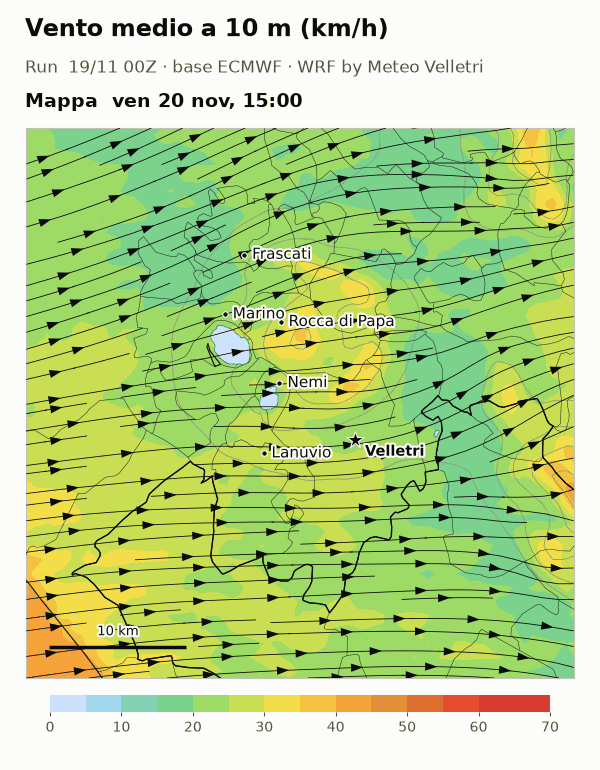 Vento medio a 10 m (km/h)
Run 19/11 00Z · base ECMWF · WRF by Meteo Velletri
Mappa ven 20 nov, 15:00
Frascati
Marino
Rocca di Papa
Nemi
Velletri
Lanuvio
10 km
0 10 20 30 40 50 60 70